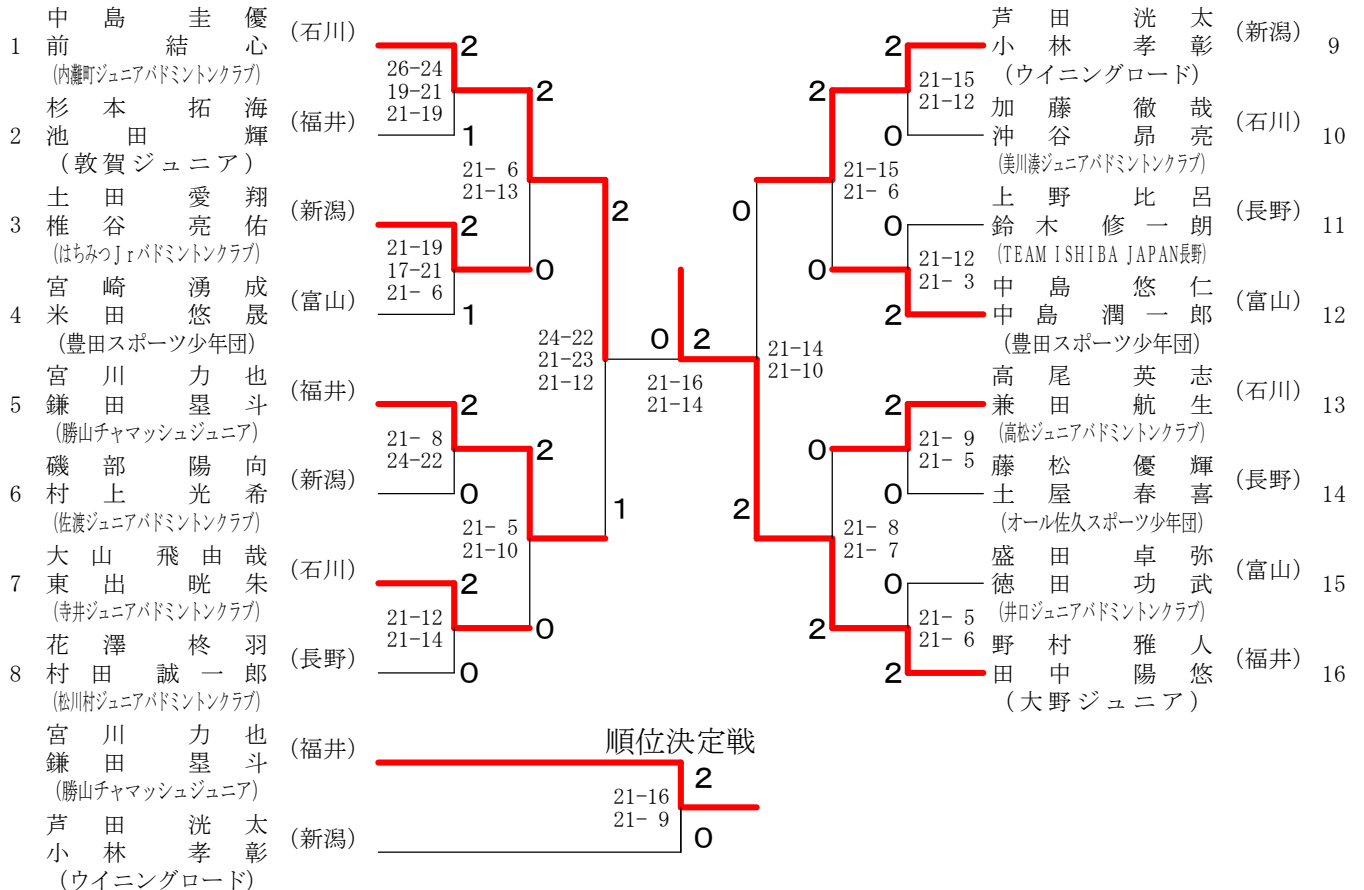 中島圭優
1 前結心 (石川)
(内灘町ジュニアバドミントンクラブ)
杉本拓海
2 池田輝 (福井)
(敦賀ジュニア)
土田愛翔
3 椎谷亮佑 (新潟)
(はちみつJrバドミントンクラブ)
宮崎湧成
4 米田悠晟 (富山)
(豊田スポーツ少年団)
宮川力也
5 鎌田塁斗 (福井)
(勝山チャマッシュジュニア)
磯部陽向
6 村上光希 (新潟)
(佐渡ジュニアバドミントンクラブ)
大山飛由哉
7 東出晄朱 (石川)
(寺井ジュニアバドミントンクラブ)
花澤柊羽
8 村田誠一郎 (長野)
(松川村ジュニアバドミントンクラブ)
2
26-24
19-21
21-19
1
2
21-19
17-21
21- 6
1
2
21- 8
24-22
0
2
21-12
21-14
0
2
21- 6
21-13
0
2
21- 5
21-10
0
2
24-22
21-23
21-12
1
0 2
21-16
21-14
0
21-14
21-10
2
2
21-15
21- 6
0
0
21- 8
21- 7
2
2
21-15
21-12
0
0
21-12
21- 3
2
2
21- 9
21- 5
0
0
21- 5
21- 6
2
芦田洸太
小林孝彰 (新潟) 9
(ウイニングロード)
加藤徹哉
沖谷昴亮 (石川) 10
(美川湊ジュニアバドミントンクラブ)
上野比呂
鈴木修一朗 (長野) 11
(TEAM ISHIBA JAPAN長野)
中島悠仁
中島潤一郎 (富山) 12
(豊田スポーツ少年団)
高尾英志
兼田航生 (石川) 13
(高松ジュニアバドミントンクラブ)
藤松優輝
土屋春喜 (長野) 14
(オール佐久スポーツ少年団)
盛田卓弥
徳田功武 (富山) 15
(井口ジュニアバドミントンクラブ)
野村雅人
田中陽悠 (福井) 16
(大野ジュニア)
順位決定戦
宮川力也
鎌田塁斗 (福井)
(勝山チャマッシュジュニア)
2
21-16
21- 9
0
芦田洸太
小林孝彰 (新潟)
(ウイニングロード)